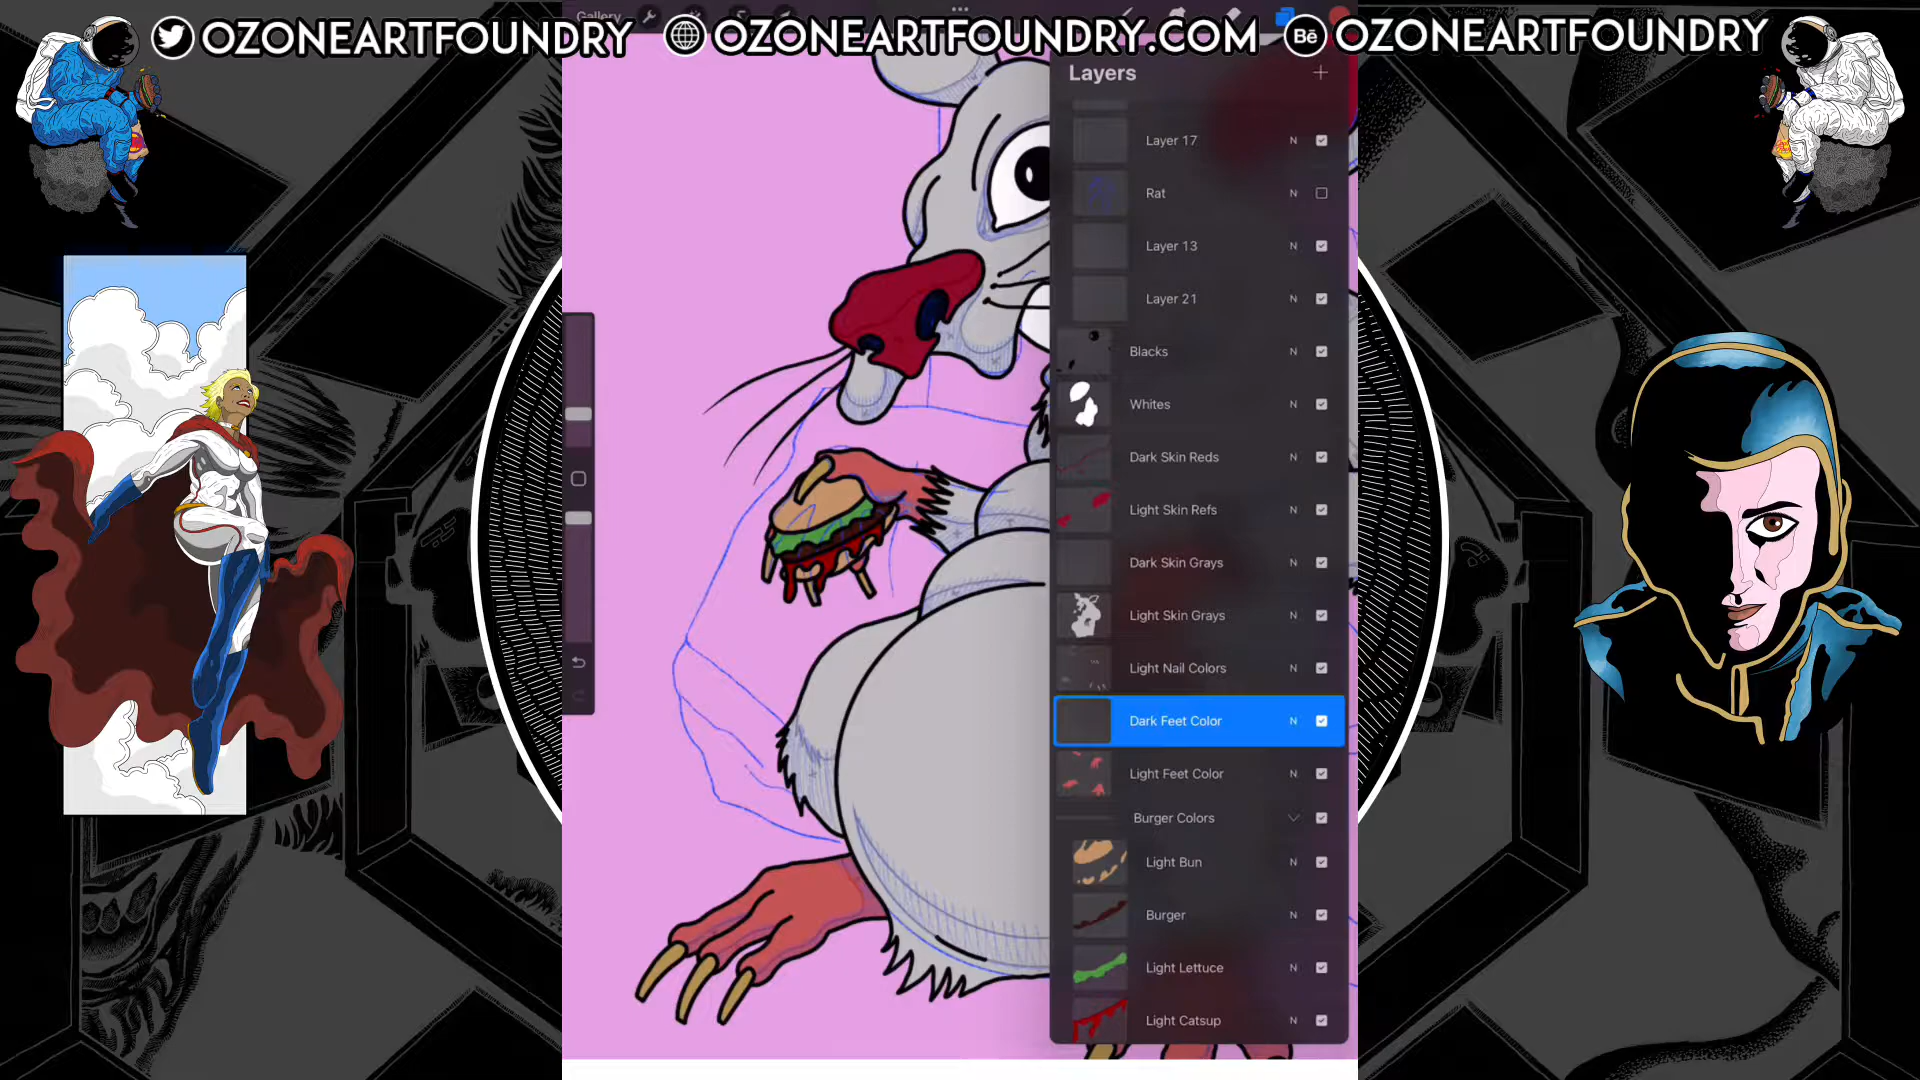 OZONEARTFOUNDRY
OZONEARTFOUNDRY.COM
Bē OZONEARTFOUNDRY
Gallery
Layers
Layer 17 N
Rat N
Layer 13 N
Layer 21 N
Blacks N
Whites N
Dark Skin Reds N
Light Skin Refs N
Dark Skin Grays N
Light Skin Grays N
Light Nail Colors N
Dark Feet Color N
Light Feet Color N
Burger Colors
Light Bun N
Burger N
Light Lettuce N
Light Catsup N